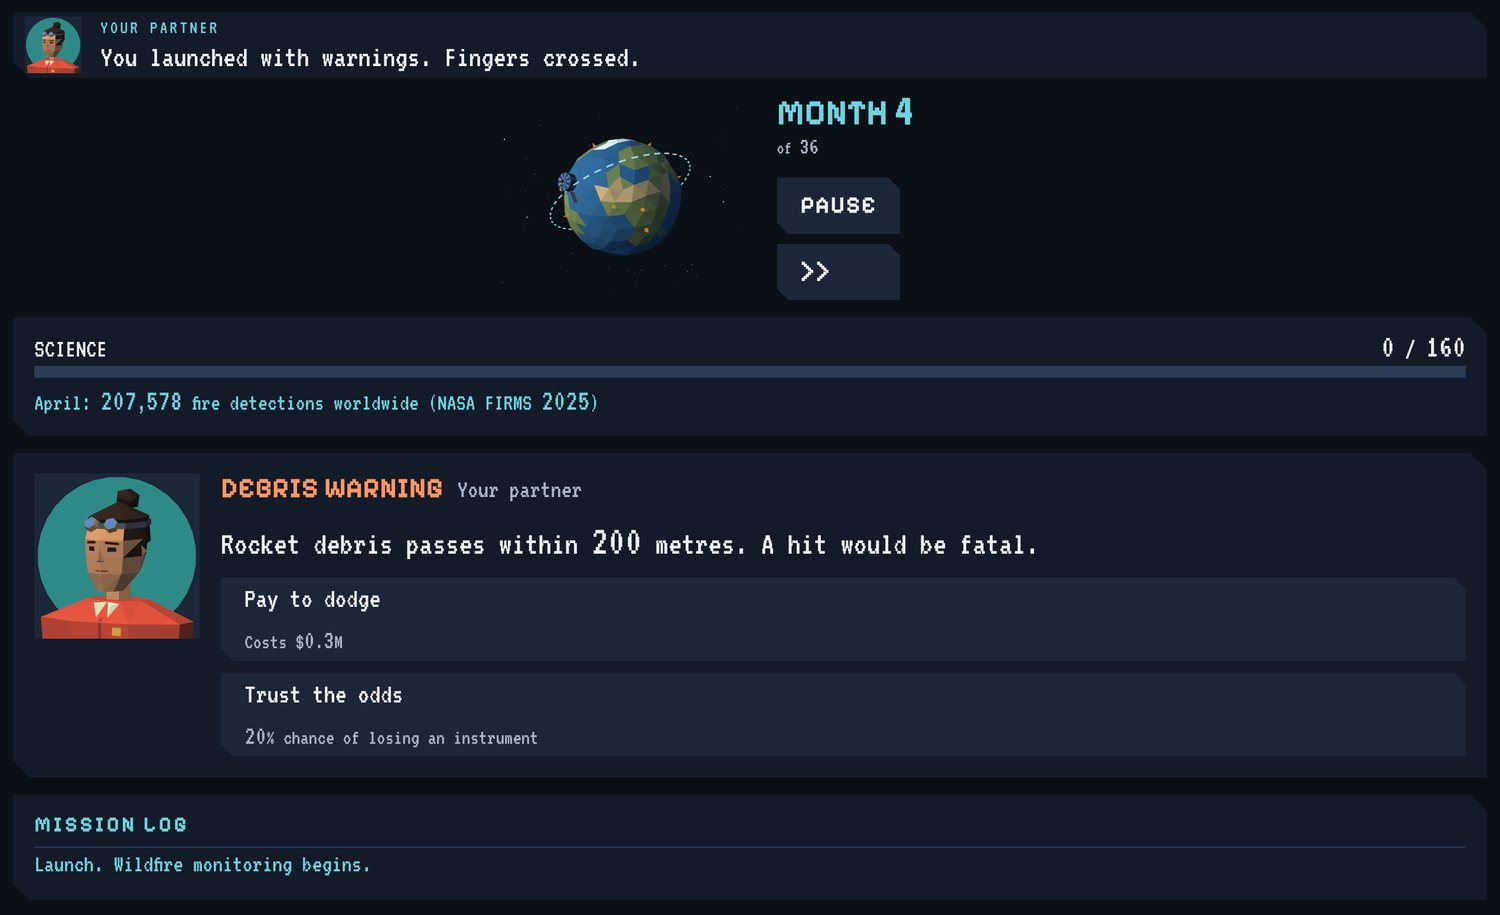 YOUR PARTNER
You launched with warnings. Fingers crossed.
MONTH 4
of 36
PAUSE
>>
SCIENCE
0 / 160
April: 207,578 fire detections worldwide (NASA FIRMS 2025)
DEBRIS WARNING Your partner
Rocket debris passes within 200 metres. A hit would be fatal.
Pay to dodge
Costs $0.3M
Trust the odds
20% chance of losing an instrument
MISSION LOG
Launch. Wildfire monitoring begins.